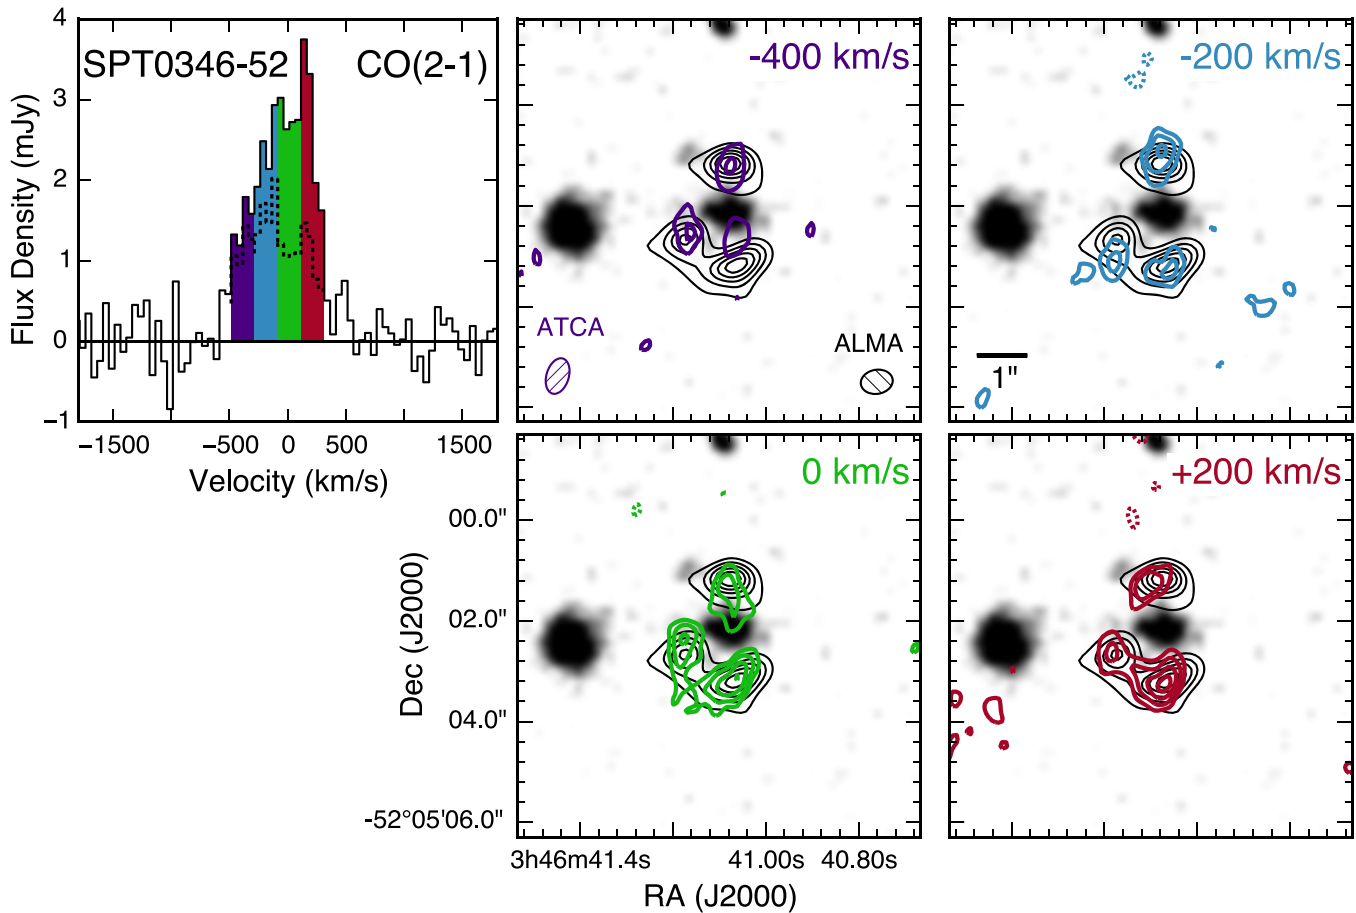 SPT0346-52 CO(2-1)
4
3
2
1
0
−1
Flux Density (mJy)
−1500 −500 0 500 1500
Velocity (km/s)
-400 km/s
ATCA
ALMA
-200 km/s
1"
0 km/s
+200 km/s
00.0"
02.0"
04.0"
-52°05'06.0"
Dec (J2000)
3h46m41.4s 41.00s 40.80s
RA (J2000)